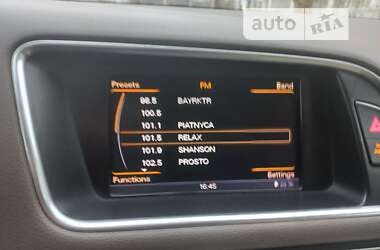 auto RIA
Presets FM Band
98.5 BAYRKTR
100.5
101.1 PIATNYCA
101.5 RELAX
101.9 SHANSON
102.5 PROSTO
Functions Settings
16:45